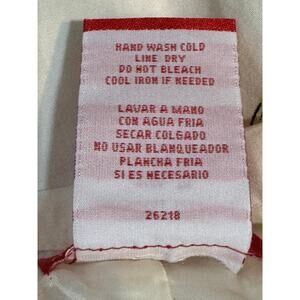 HAND WASH COLD
LINE DRY
DO NOT BLEACH
COOL IRON IF NEEDED
LAVAR A MANO
CON AGUA FRIA
SECAR COLGADO
NO USAR BLANQUEADOR
PLANCHA FRIA
SI ES NECESARIO
26218